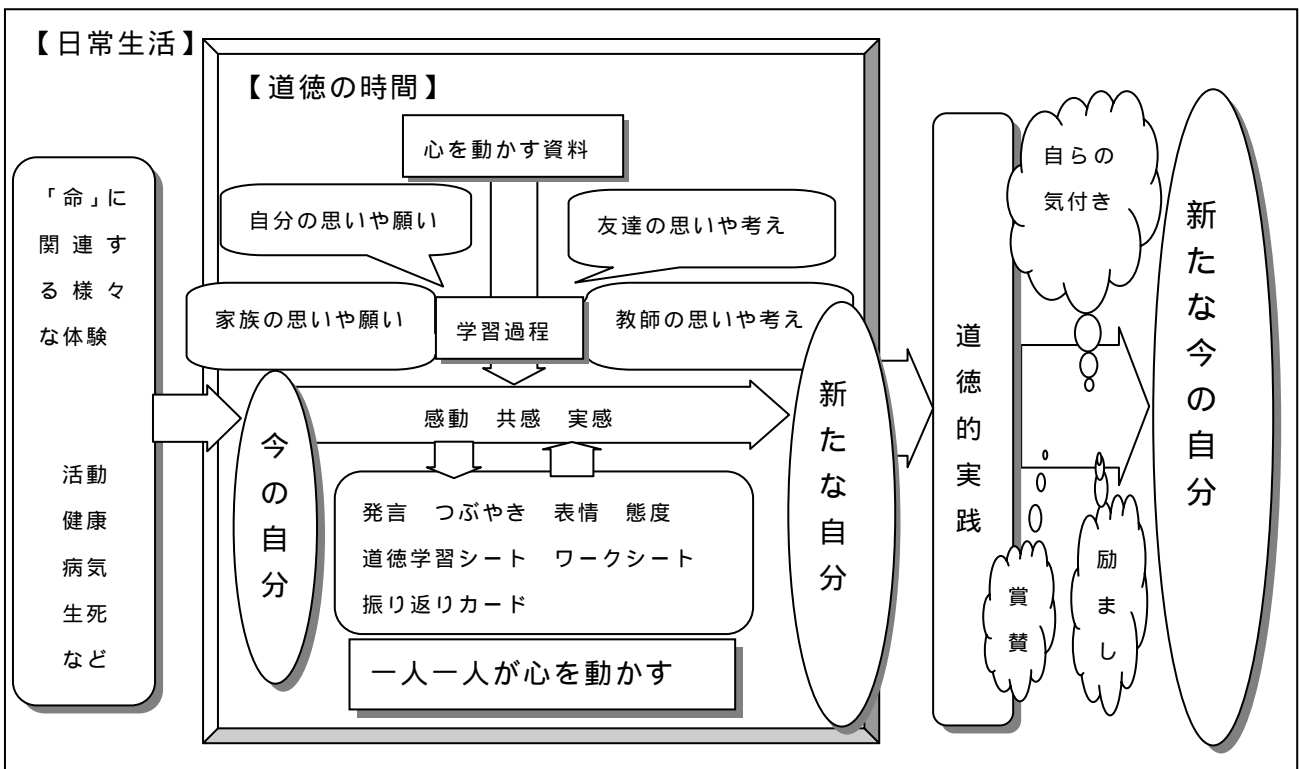 【日常生活】
【道徳の時間】
心を動かす資料
自分の思いや願い
友達の思いや考え
家族の思いや願い
学習過程
教師の思いや考え
「命」に
関連す
る様々
な体験
活動
健康
病気
生死
など
今の自分
感動　共感　実感
発言　つぶやき　表情　態度
道徳学習シート　ワークシート
振り返りカード
一人一人が心を動かす
新たな自分
道徳的実践
自らの
気付き
賞賛
励まし
新たな今の自分